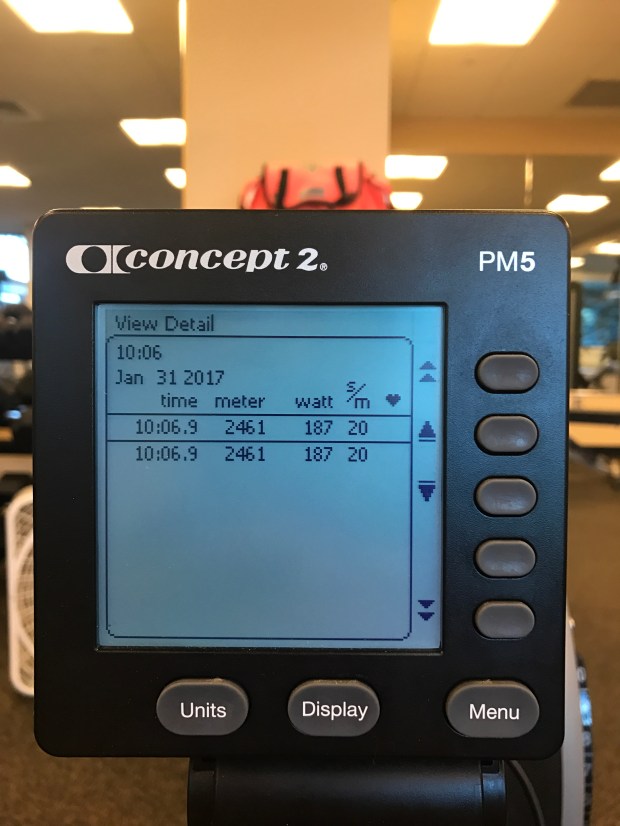 concept 2®
PM5
View Detail
10:06
Jan 31 2017
time meter watt s/m ♥
10:06.9 2461 187 20
10:06.9 2461 187 20
Units Display Menu